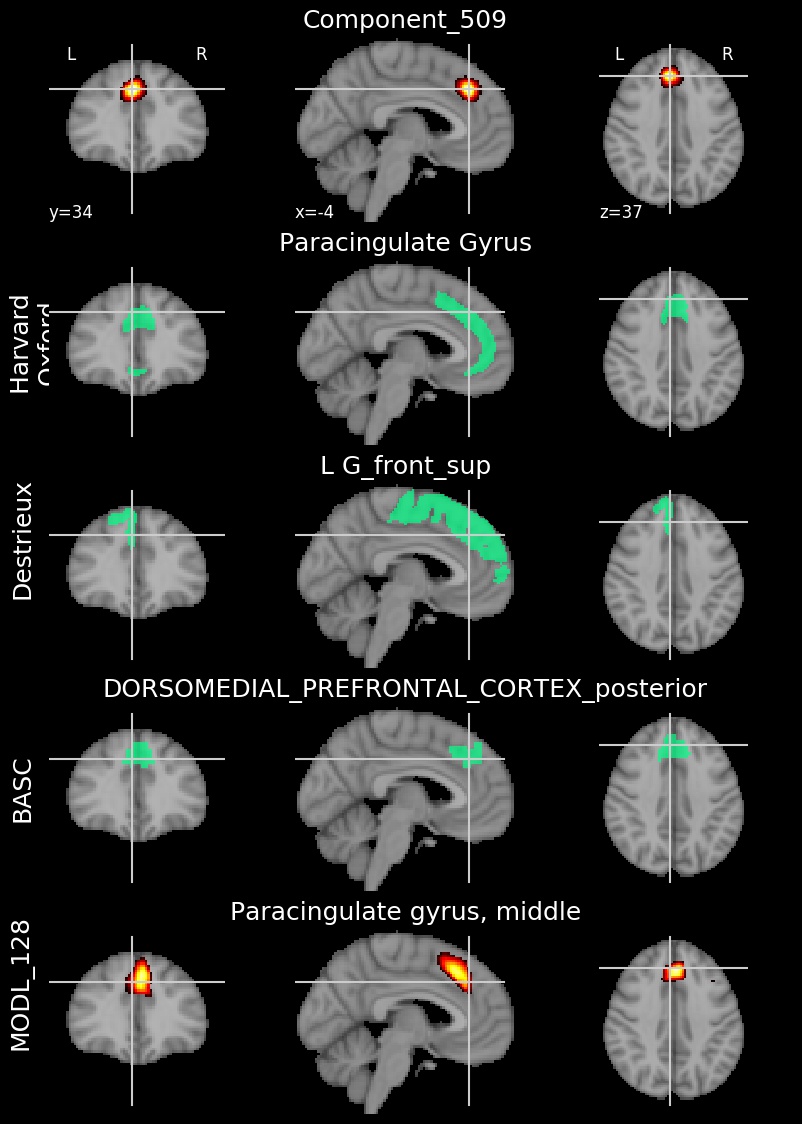 Component_509
L R L R
y=34 x=-4 z=37
Paracingulate Gyrus
Harvard
Oxford
L G_front_sup
Destrieux
DORSOMEDIAL_PREFRONTAL_CORTEX_posterior
BASC
Paracingulate gyrus, middle
MODL_128